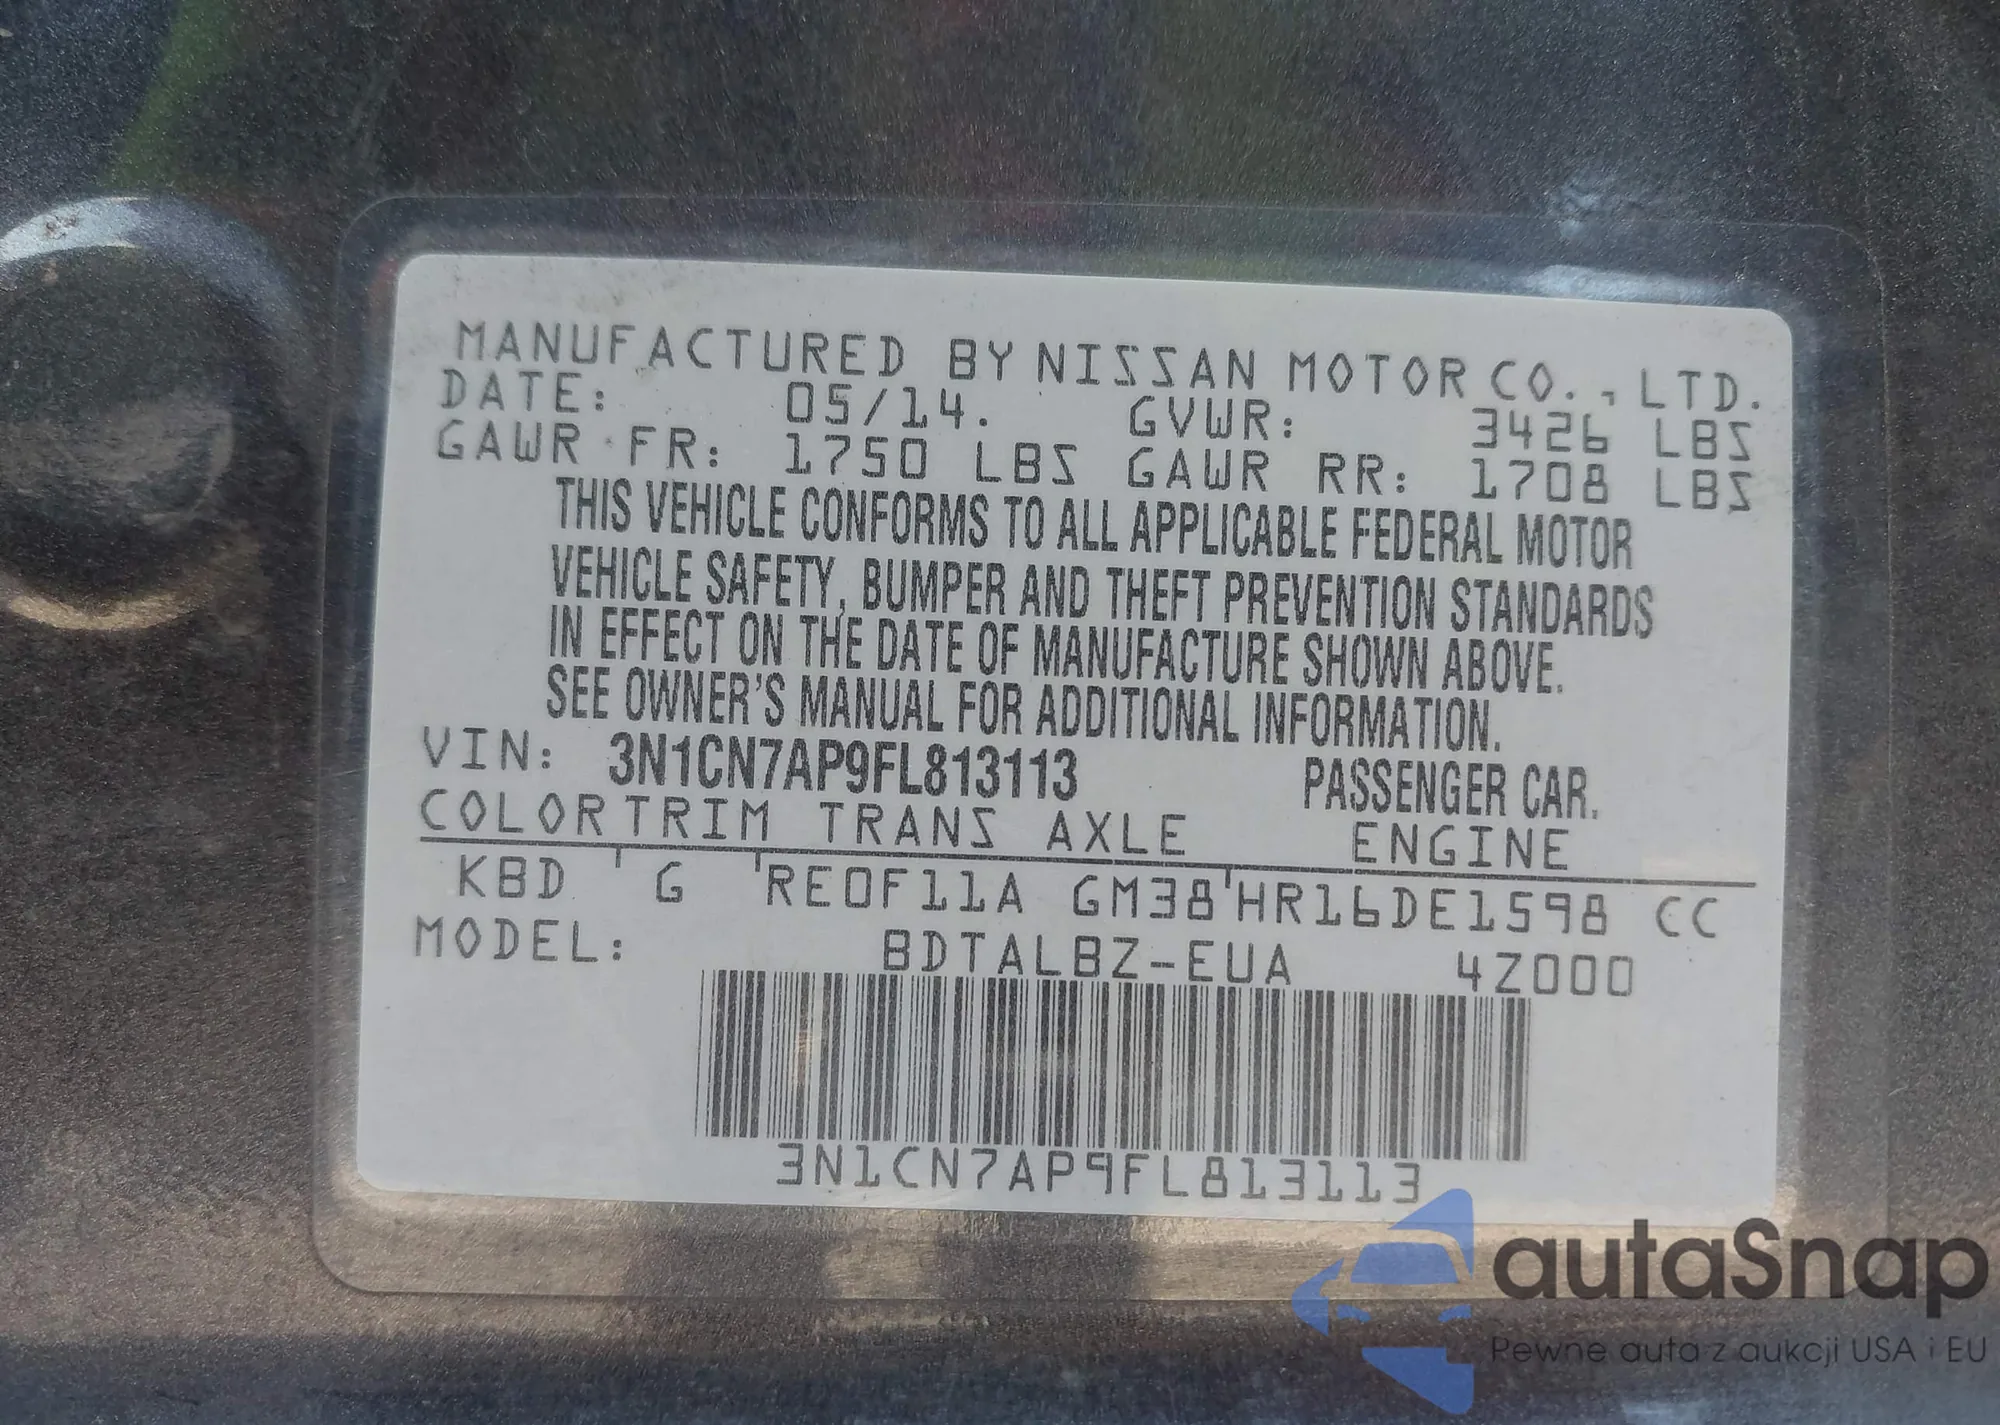 MANUFACTURED BY NISSAN MOTOR CO., LTD.
DATE: 05/14. GVWR: 3426 LBS
GAWR FR: 1750 LBS GAWR RR: 1708 LBS
THIS VEHICLE CONFORMS TO ALL APPLICABLE FEDERAL MOTOR
VEHICLE SAFETY, BUMPER AND THEFT PREVENTION STANDARDS
IN EFFECT ON THE DATE OF MANUFACTURE SHOWN ABOVE.
SEE OWNER'S MANUAL FOR ADDITIONAL INFORMATION.
VIN: 3N1CN7AP9FL813113 PASSENGER CAR.
COLOR TRIM TRANS AXLE ENGINE
KBD G RE0F11A GM38 HR16DE1598 CC
MODEL: BDTALBZ-EUA 4Z000
3N1CN7AP9FL813113
autaSnap
Pewne auta z aukcji USA i EU